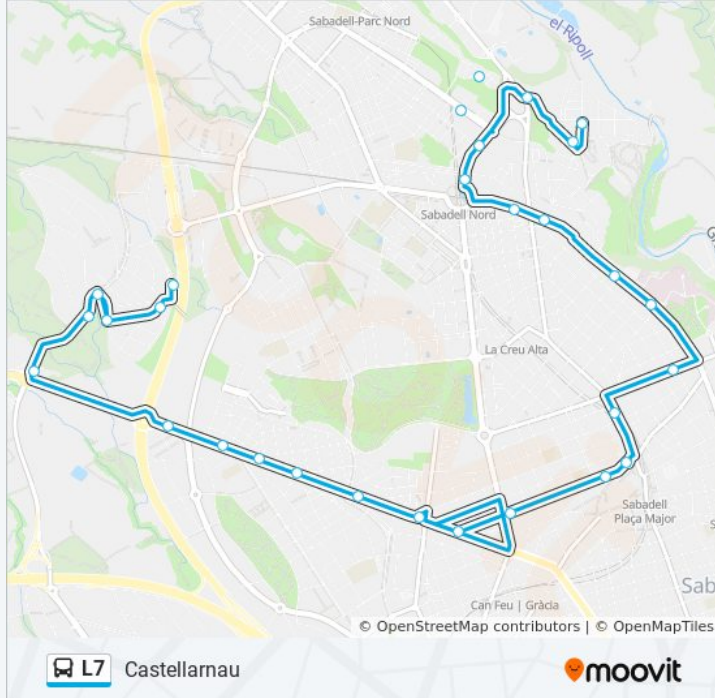 Sabadell-Parc Nord
el Ripoll
Sabadell Nord
La Creu Alta
Sabadell
Plaça Major
Can Feu | Gràcia
© OpenStreetMap contributors | © OpenMapTiles
L7 Castellarnau
moovit